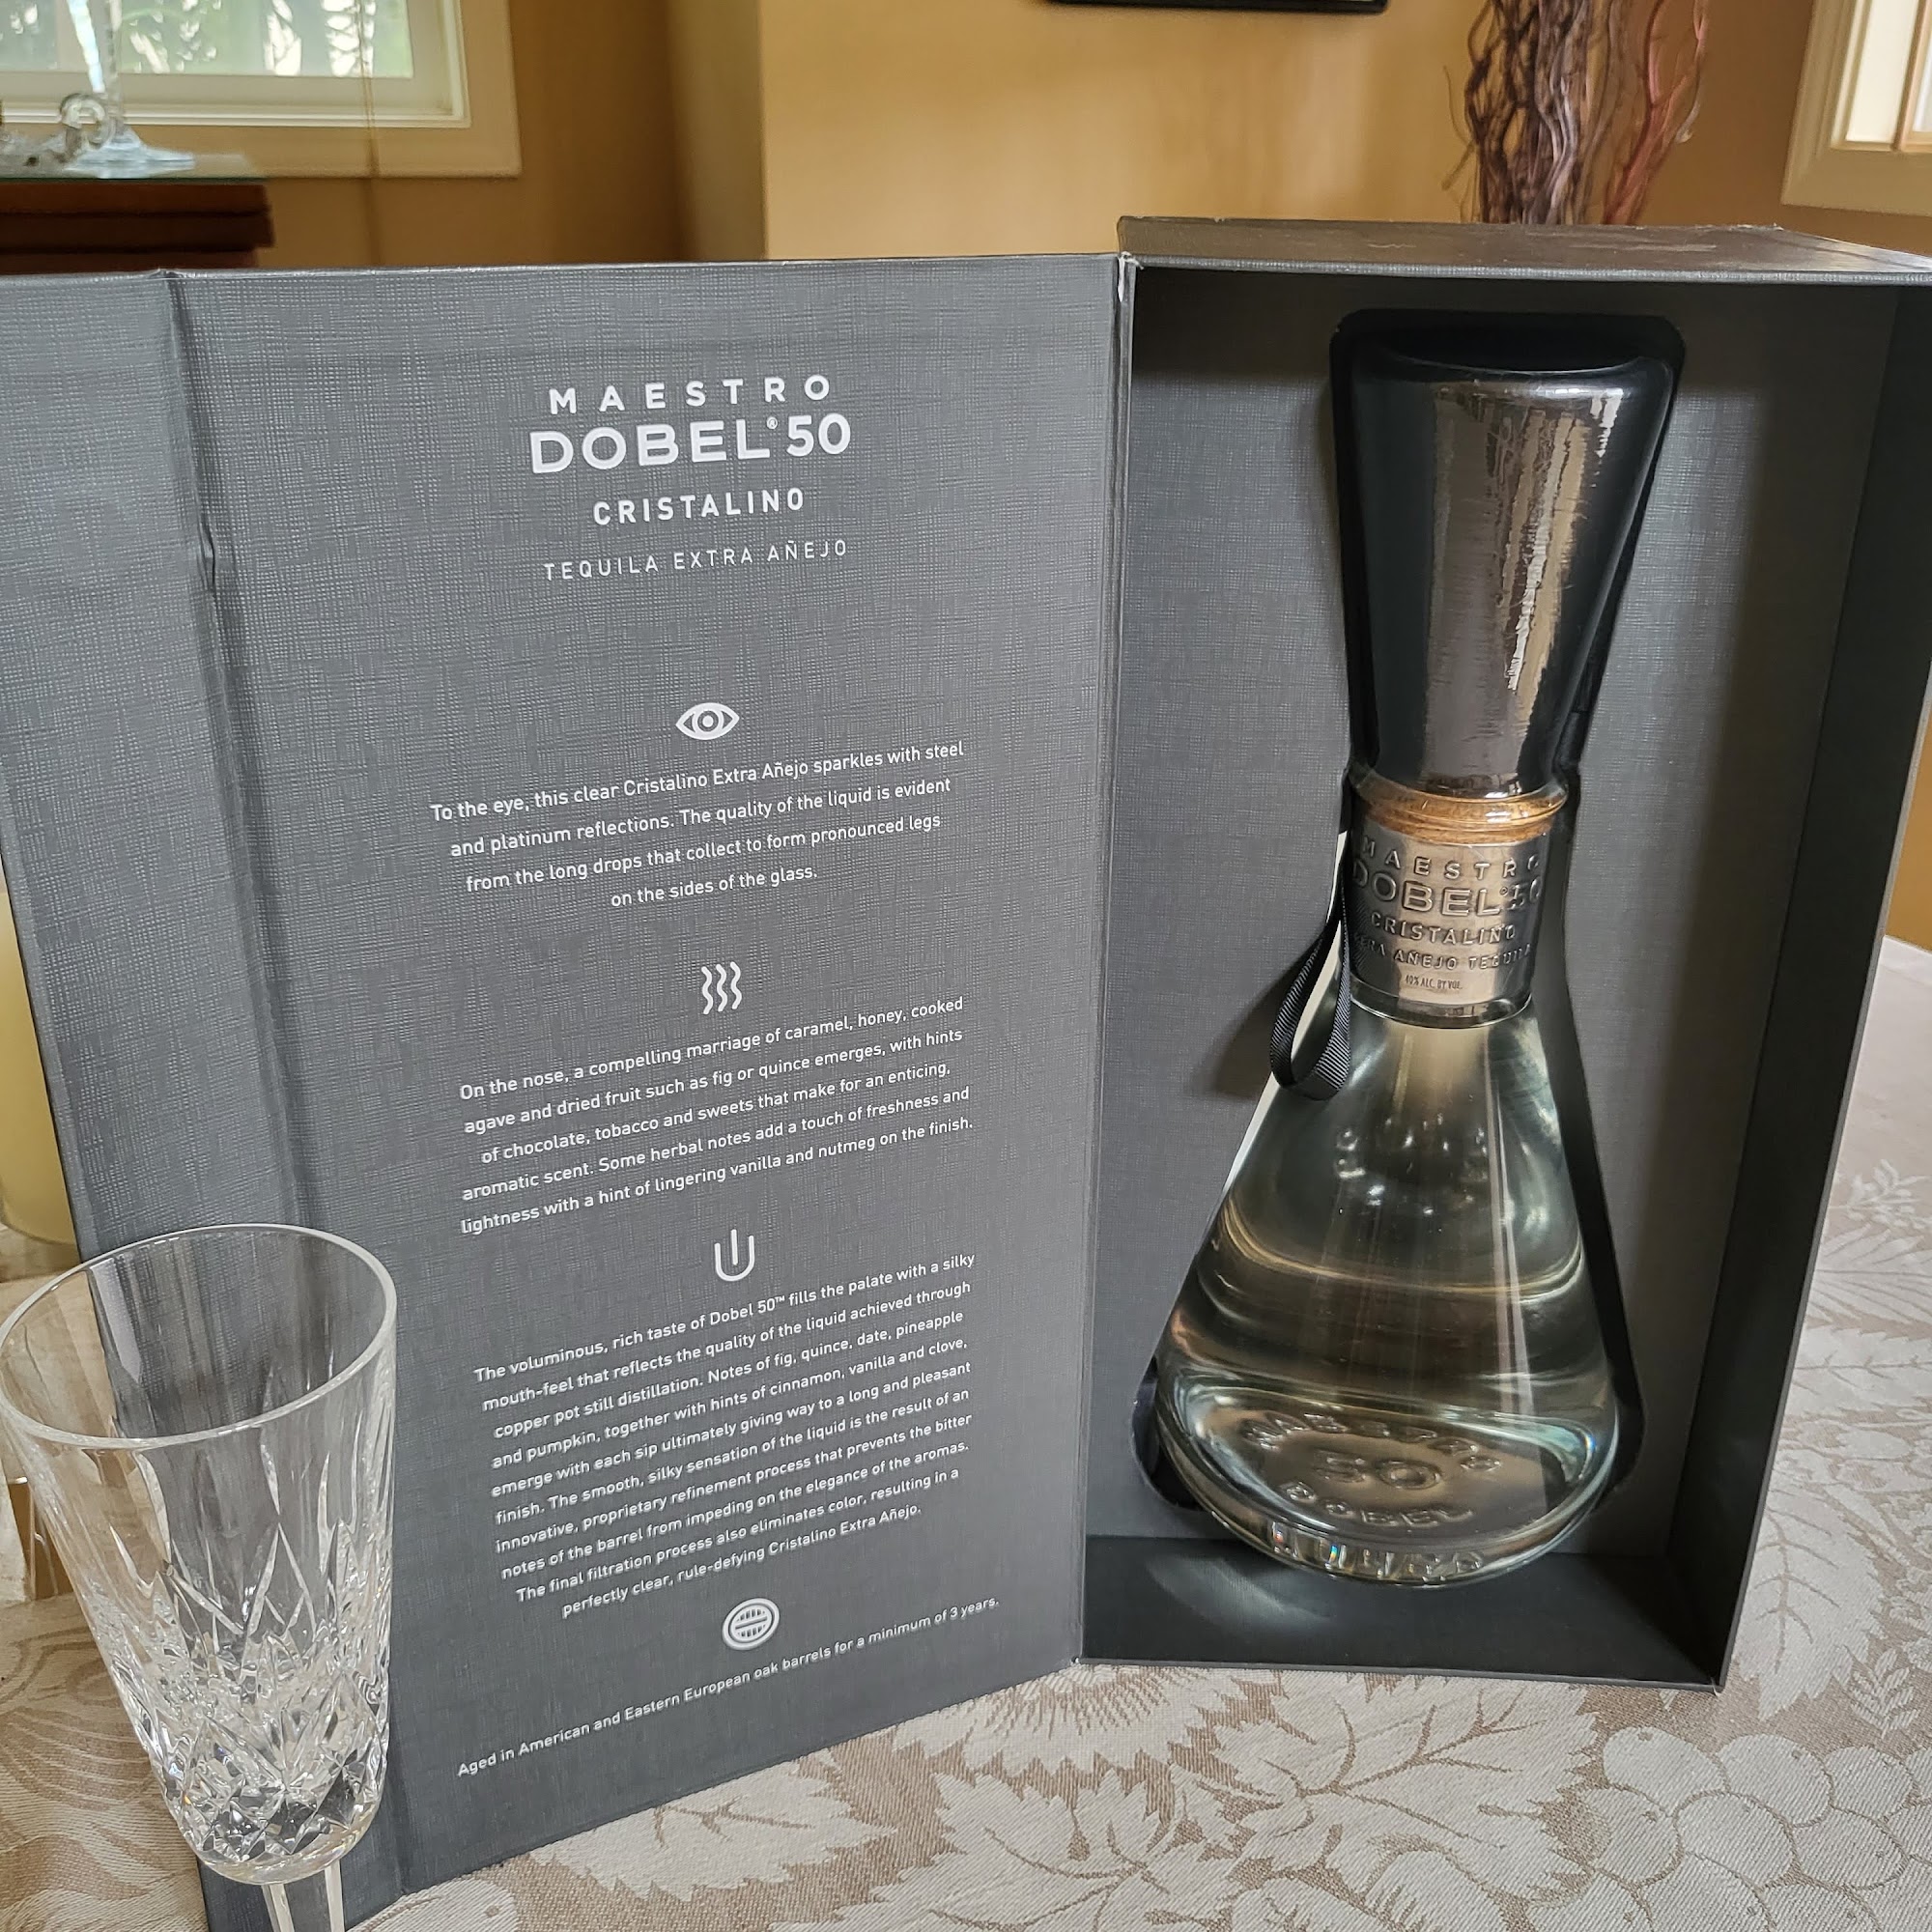 MAESTRO
DOBEL® 50
CRISTALINO
TEQUILA EXTRA AÑEJO
To the eye, this clear Cristalino Extra Añejo sparkles with steel
and platinum reflections. The quality of the liquid is evident
from the long drops that collect to form pronounced legs
on the sides of the glass.
On the nose, a compelling marriage of caramel, honey, cooked
agave and dried fruit such as fig or quince emerges, with hints
of chocolate, tobacco and sweets that make for an enticing,
aromatic scent. Some herbal notes add a touch of freshness and
lightness with a hint of lingering vanilla and nutmeg on the finish.
The voluminous, rich taste of Dobel 50™ fills the palate with a silky
mouth-feel that reflects the quality of the liquid achieved through
copper pot still distillation. Notes of fig, quince, date, pineapple
and pumpkin, together with hints of cinnamon, vanilla and clove,
emerge with each sip ultimately giving way to a long and pleasant
finish. The smooth, silky sensation of the liquid is the result of an
innovative, proprietary refinement process that prevents the bitter
notes of the barrel from impeding on the elegance of the aromas.
The final filtration process also eliminates color, resulting in a
perfectly clear, rule-defying Cristalino Extra Añejo.
Aged in American and Eastern European oak barrels for a minimum of 3 years.
MAESTRO
DOBEL® 50
CRISTALINO
AÑEJO TEQUILA
40% ALC. BY VOL.
MAESTRO
50
DOBEL